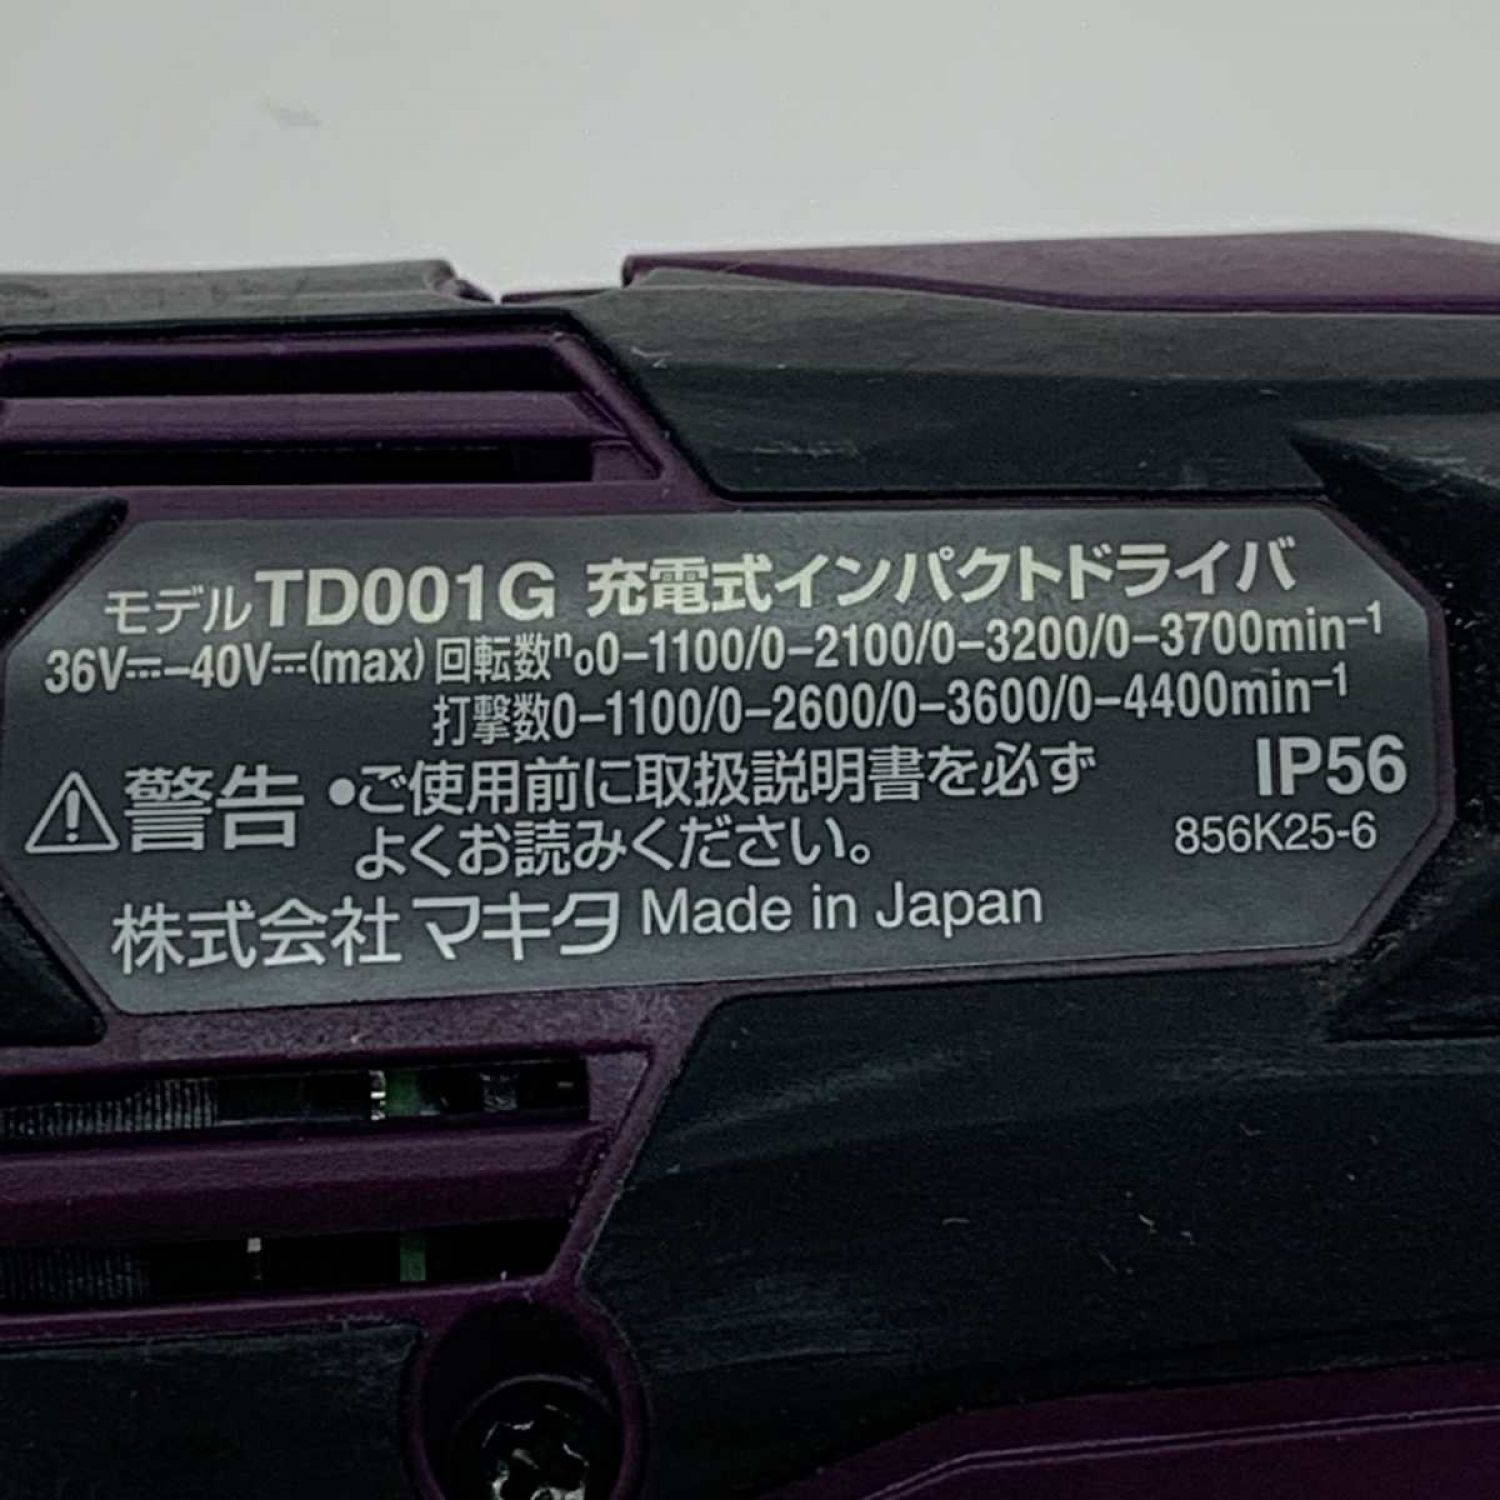 モデルTD001G 充電式インパクトドライバ
36V⎓–40V⎓(max) 回転数n₀0–1100/0–2100/0–3200/0–3700min⁻¹
打撃数0–1100/0–2600/0–3600/0–4400min⁻¹
⚠警告 •ご使用前に取扱説明書を必ず
よくお読みください。
IP56
856K25-6
株式会社マキタ Made in Japan